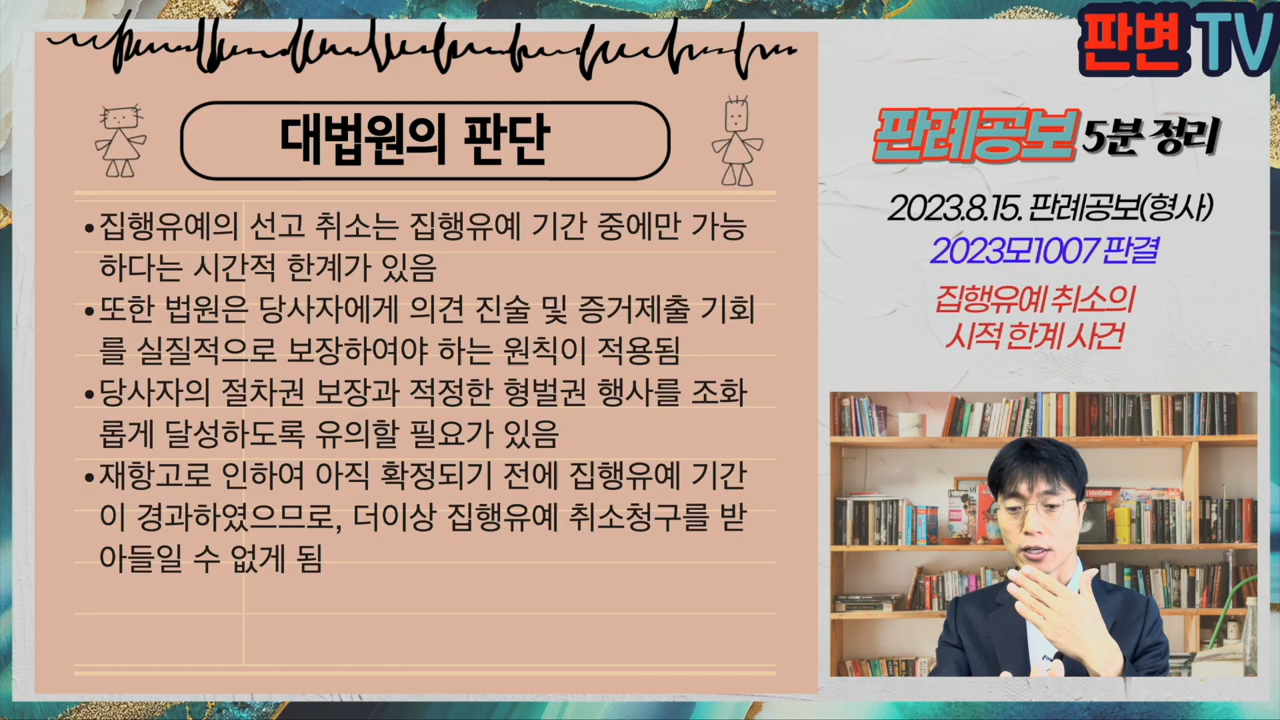 판변 TV
대법원의 판단
•집행유예의 선고 취소는 집행유예 기간 중에만 가능
하다는 시간적 한계가 있음
•또한 법원은 당사자에게 의견 진술 및 증거제출 기회
를 실질적으로 보장하여야 하는 원칙이 적용됨
•당사자의 절차권 보장과 적정한 형벌권 행사를 조화
롭게 달성하도록 유의할 필요가 있음
•재항고로 인하여 아직 확정되기 전에 집행유예 기간
이 경과하였으므로, 더이상 집행유예 취소청구를 받
아들일 수 없게 됨
판례공보 5분 정리
2023.8.15. 판례공보(형사)
2023모1007 판결
집행유예 취소의
시적 한계 사건